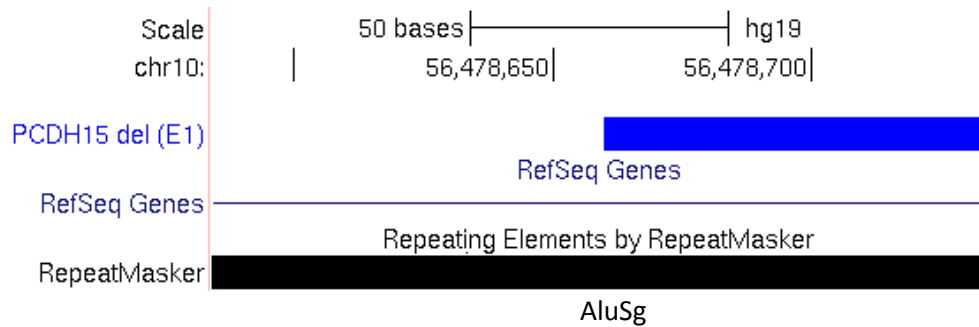 Scale 50 bases hg19
chr10: 56,478,650 56,478,700
PCDH15 del (E1)
RefSeq Genes
RefSeq Genes
Repeating Elements by RepeatMasker
RepeatMasker
AluSg